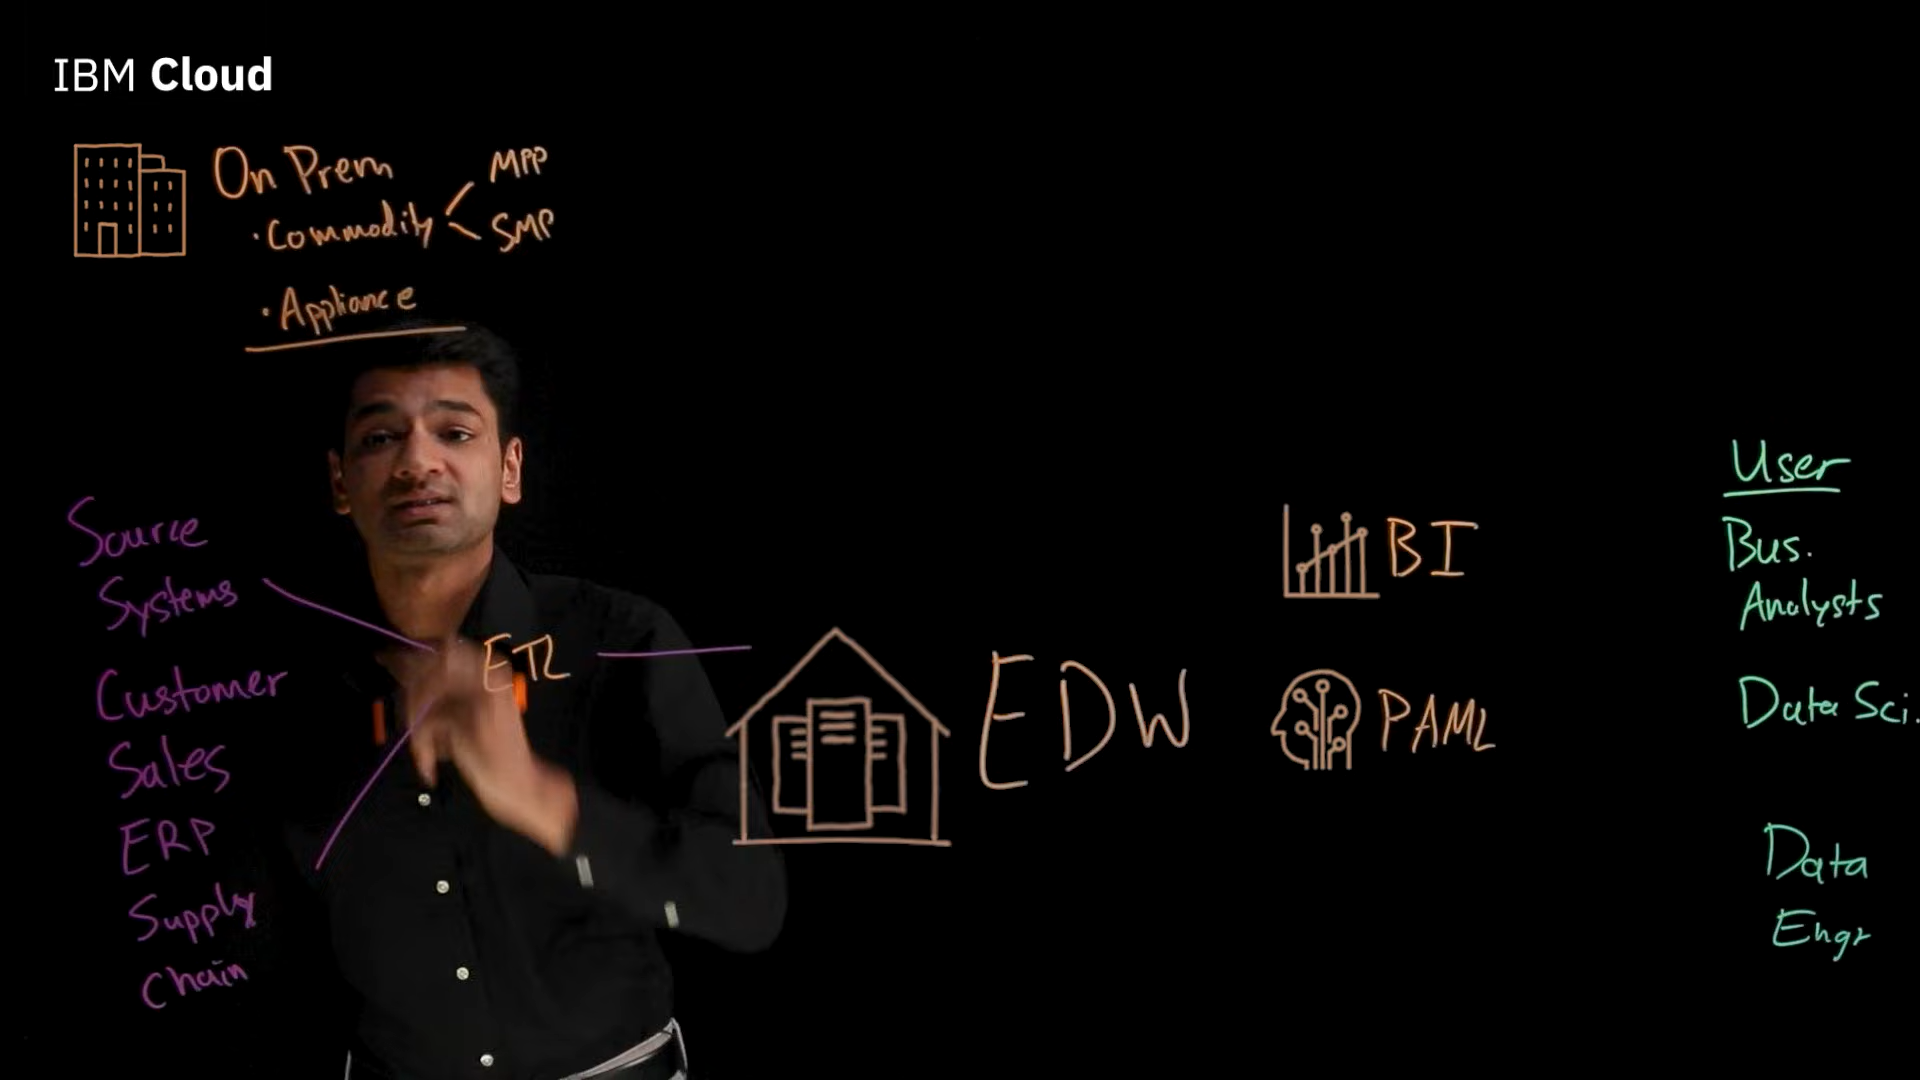 IBM Cloud
On Prem
· Commodity
MPP
SMP
· Appliance
Source
Systems
Customer
Sales
ERP
Supply
Chain
ETL
EDW
BI
PAML
User
Bus.
Analysts
Data Sci.
Data
Engr